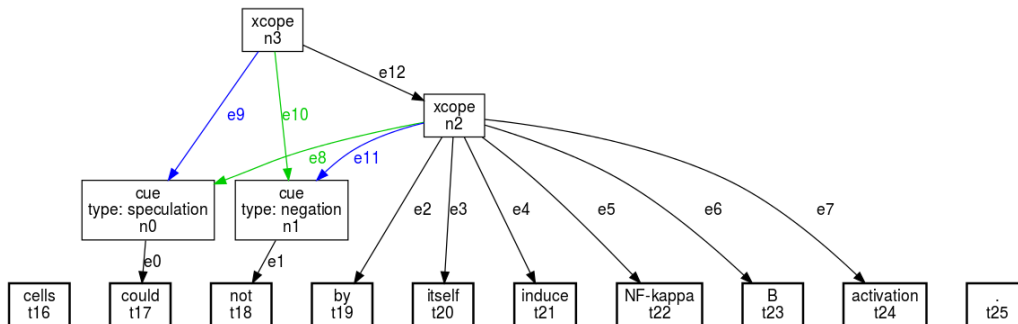 xcope
n3
e12
e9
e10
xcope
n2
e8
e11
cue
type: speculation
n0
cue
type: negation
n1
e2
e3
e4
e5
e6
e7
e0
e1
cells
t16
could
t17
not
t18
by
t19
itself
t20
induce
t21
NF-kappa
t22
B
t23
activation
t24
.
t25